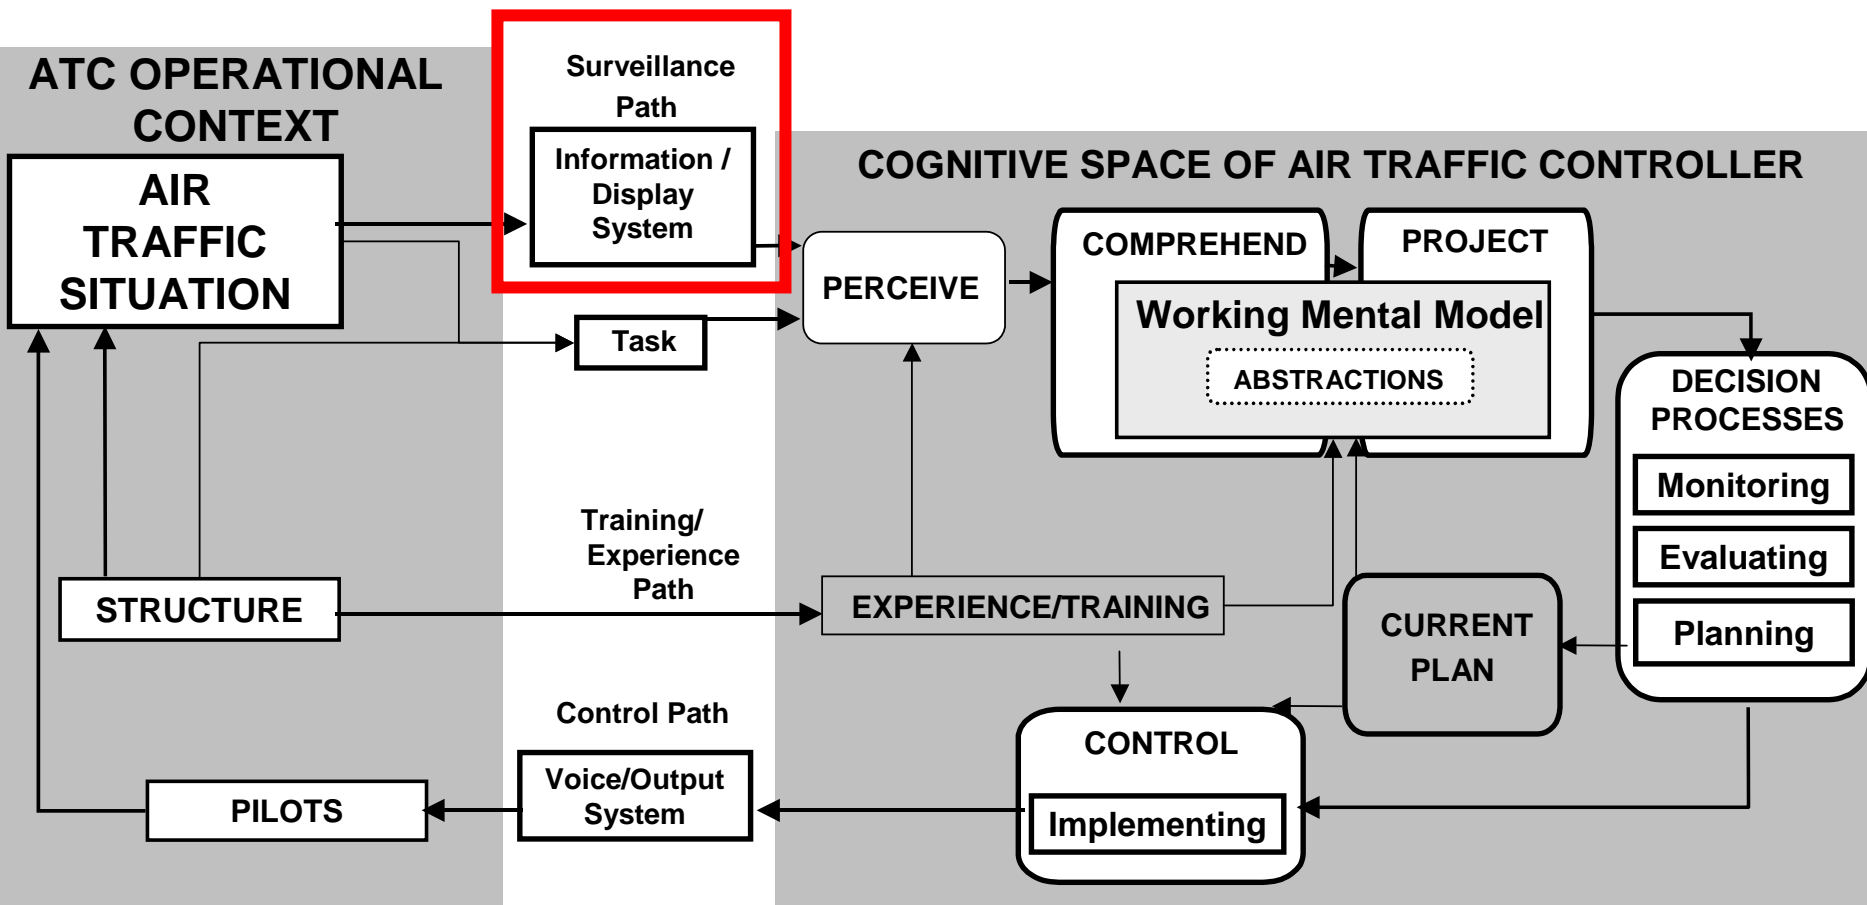 ATC OPERATIONAL
CONTEXT
AIR
TRAFFIC
SITUATION
Surveillance
Path
Information /
Display
System
Task
COGNITIVE SPACE OF AIR TRAFFIC CONTROLLER
PERCEIVE
COMPREHEND
PROJECT
Working Mental Model
ABSTRACTIONS
DECISION
PROCESSES
Monitoring
Evaluating
Planning
Training/
Experience
Path
STRUCTURE
EXPERIENCE/TRAINING
CURRENT
PLAN
Control Path
CONTROL
Implementing
Voice/Output
System
PILOTS